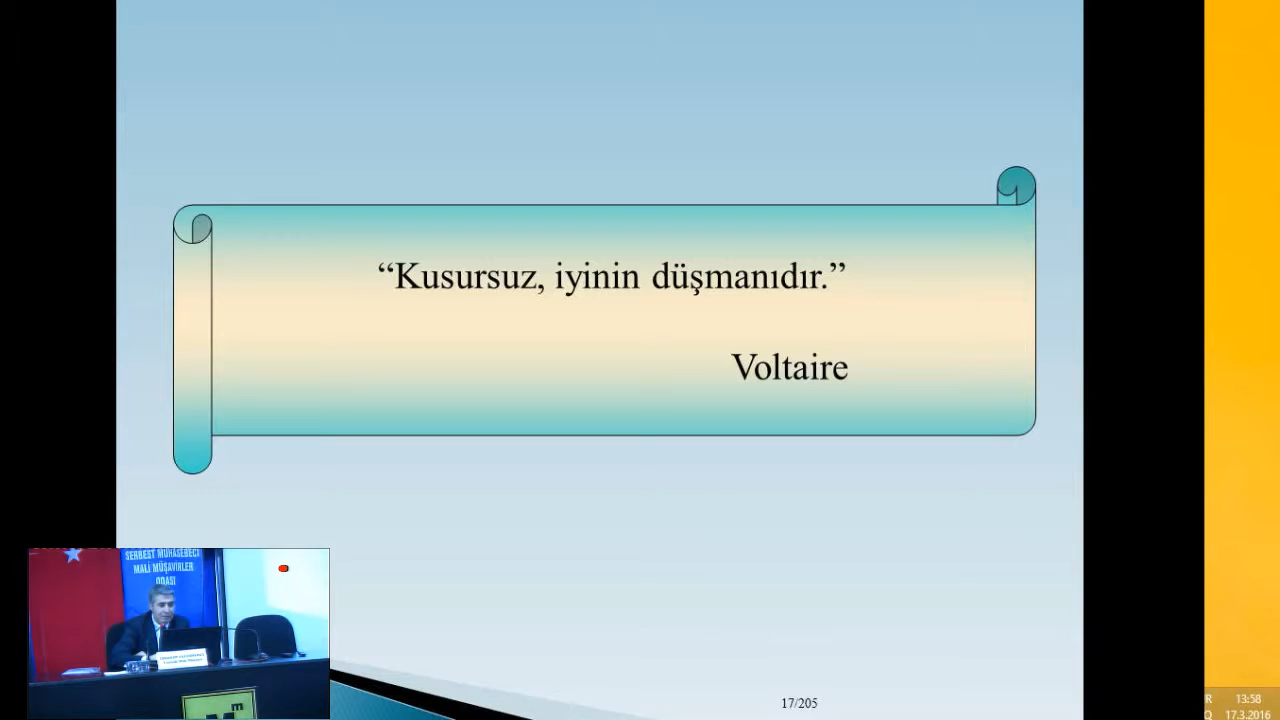 “Kusursuz, iyinin düşmanıdır.”
Voltaire
SERBEST MUHASEBECİ
MALİ MÜŞAVİRLER
ODASI
17/205
13:58
17.3.2016